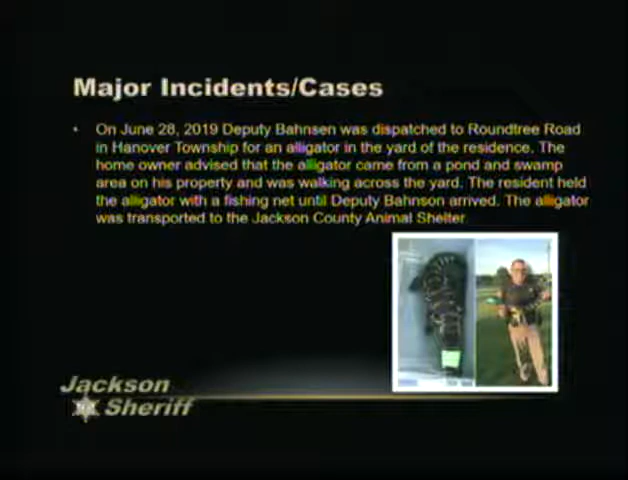 Major Incidents/Cases
• On June 28, 2019 Deputy Bahnsen was dispatched to Roundtree Road
in Hanover Township for an alligator in the yard of the residence. The
home owner advised that the alligator came from a pond and swamp
area on his property and was walking across the yard. The resident held
the alligator with a fishing net until Deputy Bahnson arrived. The alligator
was transported to the Jackson County Animal Shelter.
Jackson
Sheriff